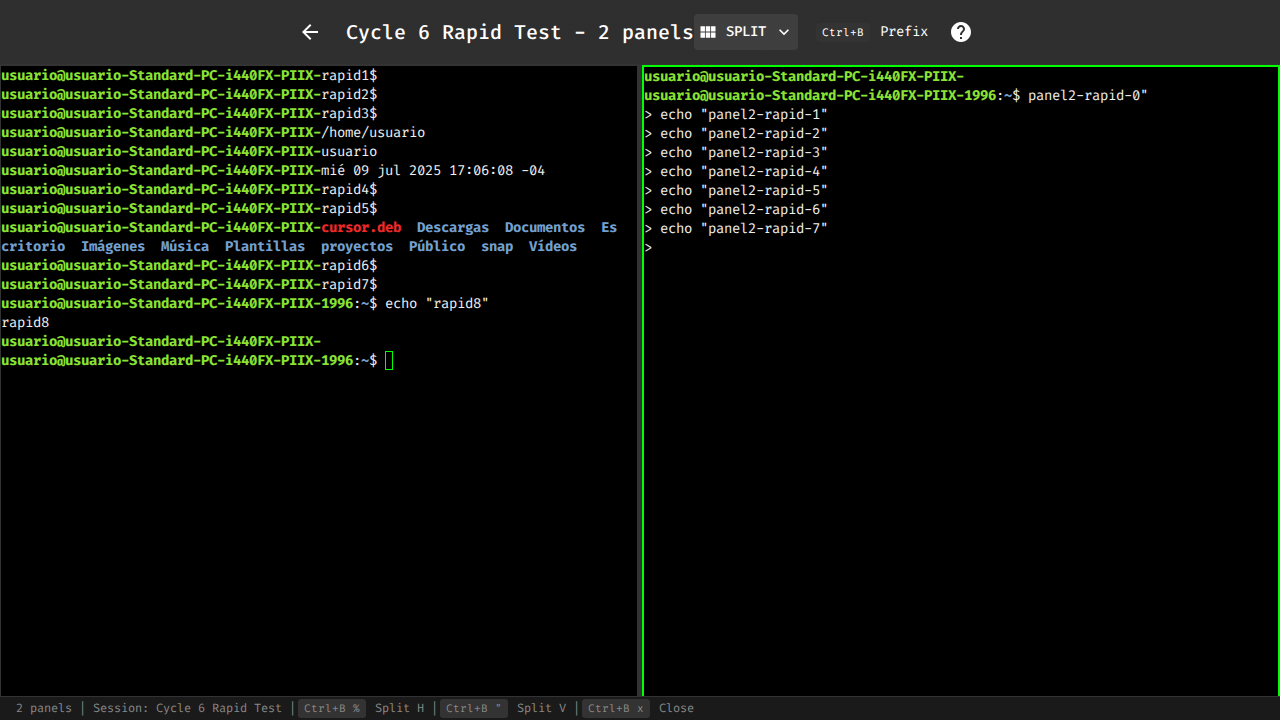 Cycle 6 Rapid Test - 2 panels SPLIT Ctrl+B Prefix
usuario@usuario-Standard-PC-i440FX-PIIX-rapid1$
usuario@usuario-Standard-PC-i440FX-PIIX-rapid2$
usuario@usuario-Standard-PC-i440FX-PIIX-rapid3$
usuario@usuario-Standard-PC-i440FX-PIIX-/home/usuario
usuario@usuario-Standard-PC-i440FX-PIIX-usuario
usuario@usuario-Standard-PC-i440FX-PIIX-mié 09 jul 2025 17:06:08 -04
usuario@usuario-Standard-PC-i440FX-PIIX-rapid4$
usuario@usuario-Standard-PC-i440FX-PIIX-rapid5$
usuario@usuario-Standard-PC-i440FX-PIIX-cursor.deb  Descargas  Documentos  Es
critorio  Imágenes  Música  Plantillas  proyectos  Público  snap  Vídeos
usuario@usuario-Standard-PC-i440FX-PIIX-rapid6$
usuario@usuario-Standard-PC-i440FX-PIIX-rapid7$
usuario@usuario-Standard-PC-i440FX-PIIX-1996:~$ echo "rapid8"
rapid8
usuario@usuario-Standard-PC-i440FX-PIIX-
usuario@usuario-Standard-PC-i440FX-PIIX-1996:~$
usuario@usuario-Standard-PC-i440FX-PIIX-
usuario@usuario-Standard-PC-i440FX-PIIX-1996:~$ panel2-rapid-0"
> echo "panel2-rapid-1"
> echo "panel2-rapid-2"
> echo "panel2-rapid-3"
> echo "panel2-rapid-4"
> echo "panel2-rapid-5"
> echo "panel2-rapid-6"
> echo "panel2-rapid-7"
>
2 panels | Session: Cycle 6 Rapid Test | Ctrl+B % Split H | Ctrl+B " Split V | Ctrl+B x Close